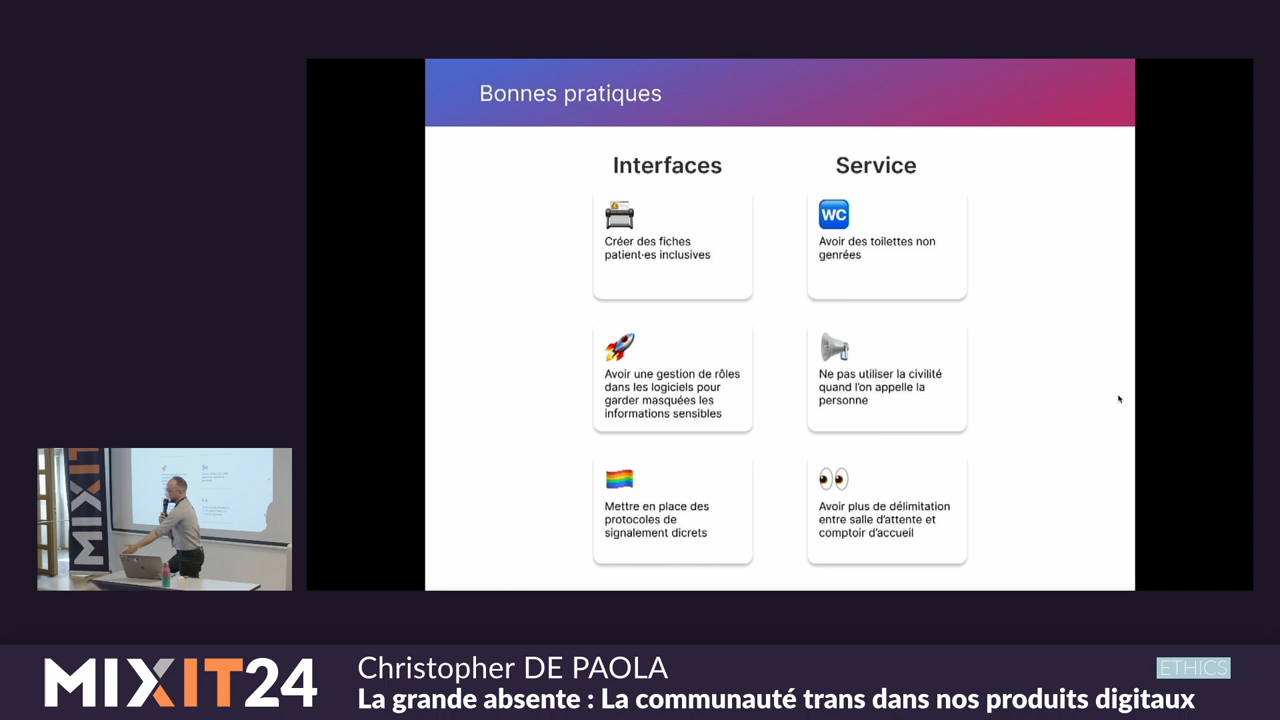 Bonnes pratiques
Interfaces
Créer des fiches
patient·es inclusives
Avoir une gestion de rôles
dans les logiciels pour
garder masquées les
informations sensibles
Mettre en place des
protocoles de
signalement dicrets
Service
WC
Avoir des toilettes non
genrées
Ne pas utiliser la civilité
quand l'on appelle la
personne
Avoir plus de délimitation
entre salle d'attente et
comptoir d'accueil
MIXIT
MIXIT24
Christopher DE PAOLA
La grande absente : La communauté trans dans nos produits digitaux
ETHICS